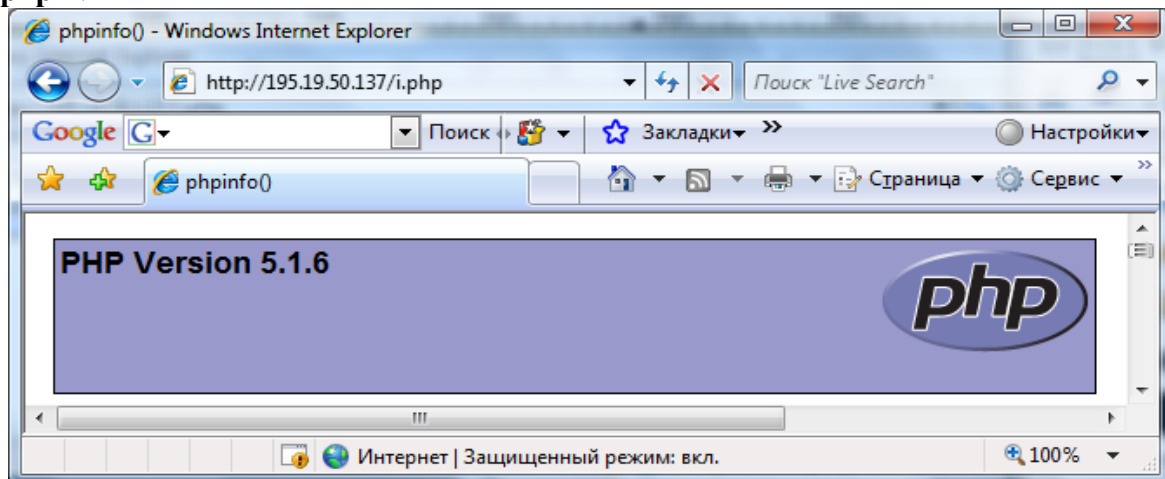 phpinfo() - Windows Internet Explorer
http://195.19.50.137/i.php Поиск "Live Search"
Google G Поиск Закладки » Настройки
phpinfo() Страница Сервис »
PHP Version 5.1.6 php
Интернет | Защищенный режим: вкл. 100%